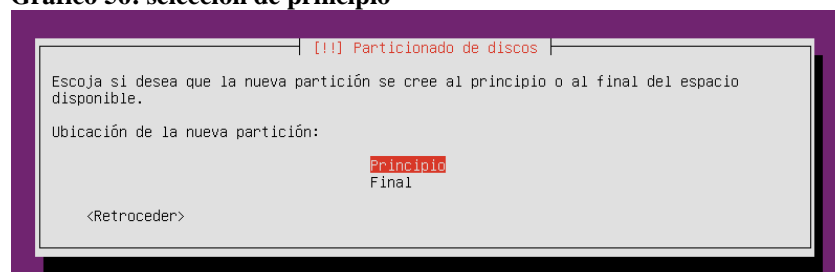 Gráfico 50: selección de principio
[!!] Particionado de discos
Escoja si desea que la nueva partición se cree al principio o al final del espacio
disponible.
Ubicación de la nueva partición:
Principio
Final
<Retroceder>